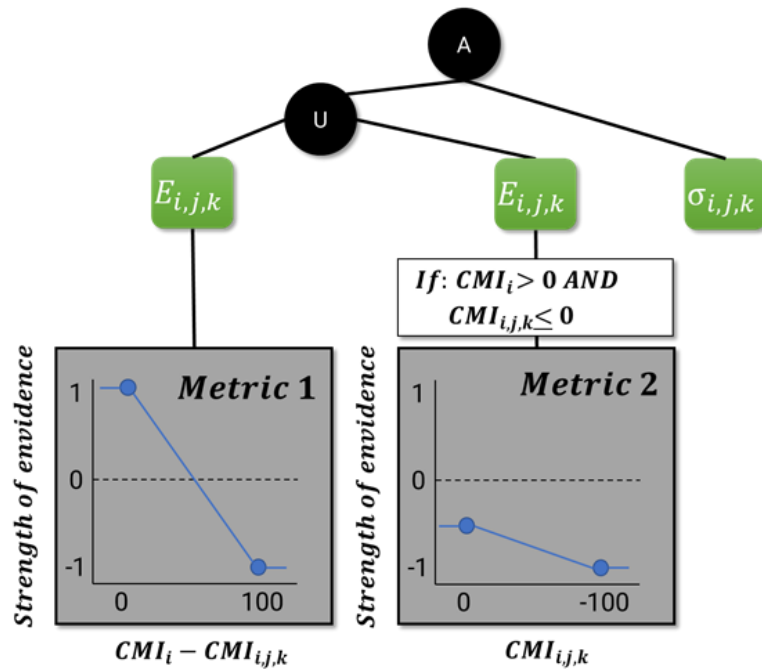 A
U
E_{i,j,k}
E_{i,j,k}
σ_{i,j,k}
If: CMI_i > 0 AND
CMI_{i,j,k} ≤ 0
Strength of envidence
Metric 1
1
0
-1
0 100
CMI_i − CMI_{i,j,k}
Strength of envidence
Metric 2
1
0
-1
0 -100
CMI_{i,j,k}